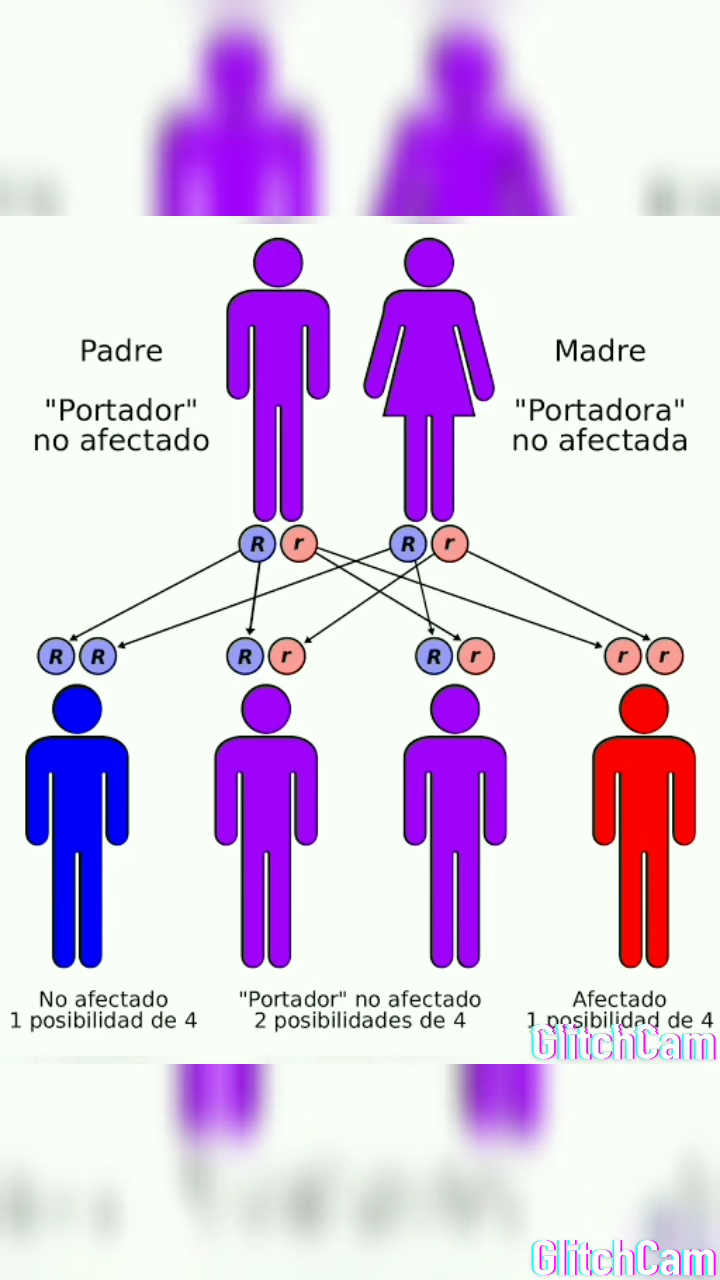 Padre
"Portador"
no afectado
Madre
"Portadora"
no afectada
R r R r
R R R r R r r r
No afectado
1 posibilidad de 4
"Portador" no afectado
2 posibilidades de 4
Afectado
1 posibilidad de 4
GlitchCam
GlitchCam